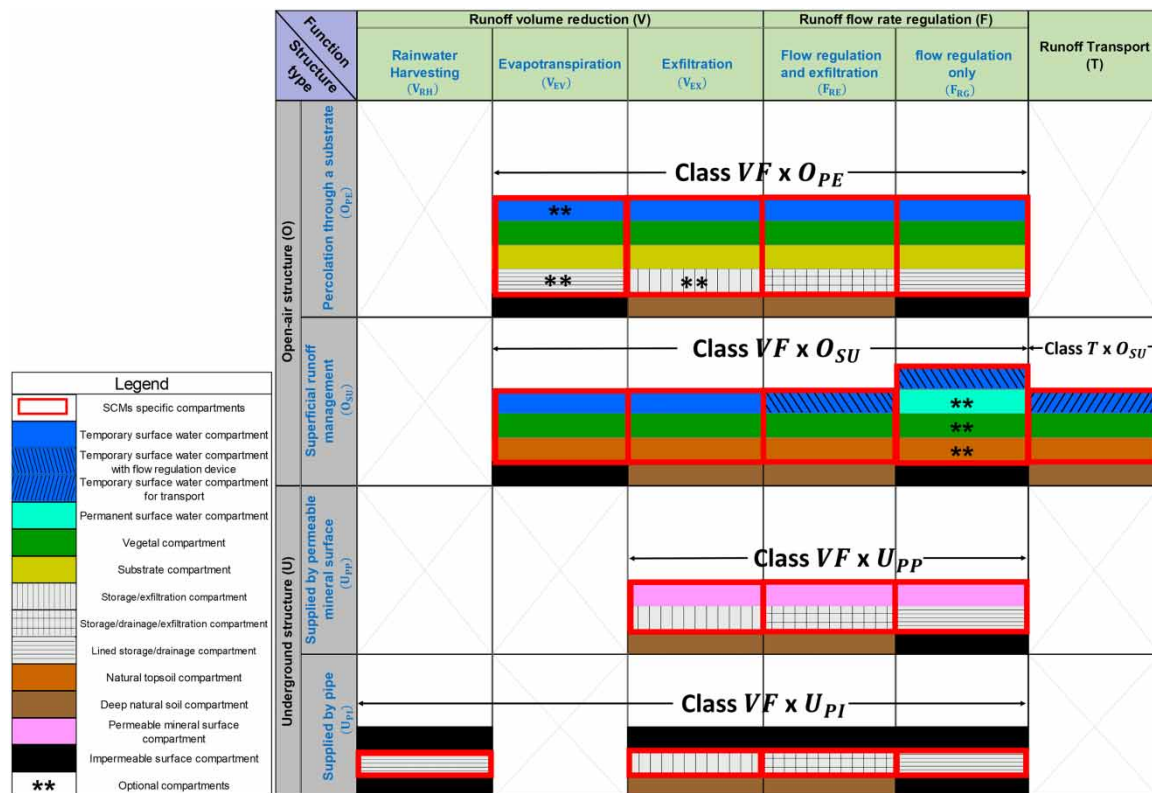 Function
Structure
type
Runoff volume reduction (V)
Runoff flow rate regulation (F)
Runoff Transport
(T)
Rainwater
Harvesting
(V_RH)
Evapotranspiration
(V_EV)
Exfiltration
(V_EX)
Flow regulation
and exfiltration
(F_RE)
flow regulation
only
(F_RG)
Open-air structure (O)
Percolation through a substrate
(O_PE)
Class VF x O_PE
**
** **
Superficial runoff
management
(O_SU)
Class VF x O_SU
Class T x O_SU
**
**
**
Underground structure (U)
Supplied by permeable
mineral surface
(U_PP)
Class VF x U_PP
Supplied by pipe
(U_PI)
Class VF x U_PI
Legend
SCMs specific compartments
Temporary surface water compartment
Temporary surface water compartment
with flow regulation device
Temporary surface water compartment
for transport
Permanent surface water compartment
Vegetal compartment
Substrate compartment
Storage/exfiltration compartment
Storage/drainage/exfiltration compartment
Lined storage/drainage compartment
Natural topsoil compartment
Deep natural soil compartment
Permeable mineral surface
compartment
Impermeable surface compartment
** Optional compartments